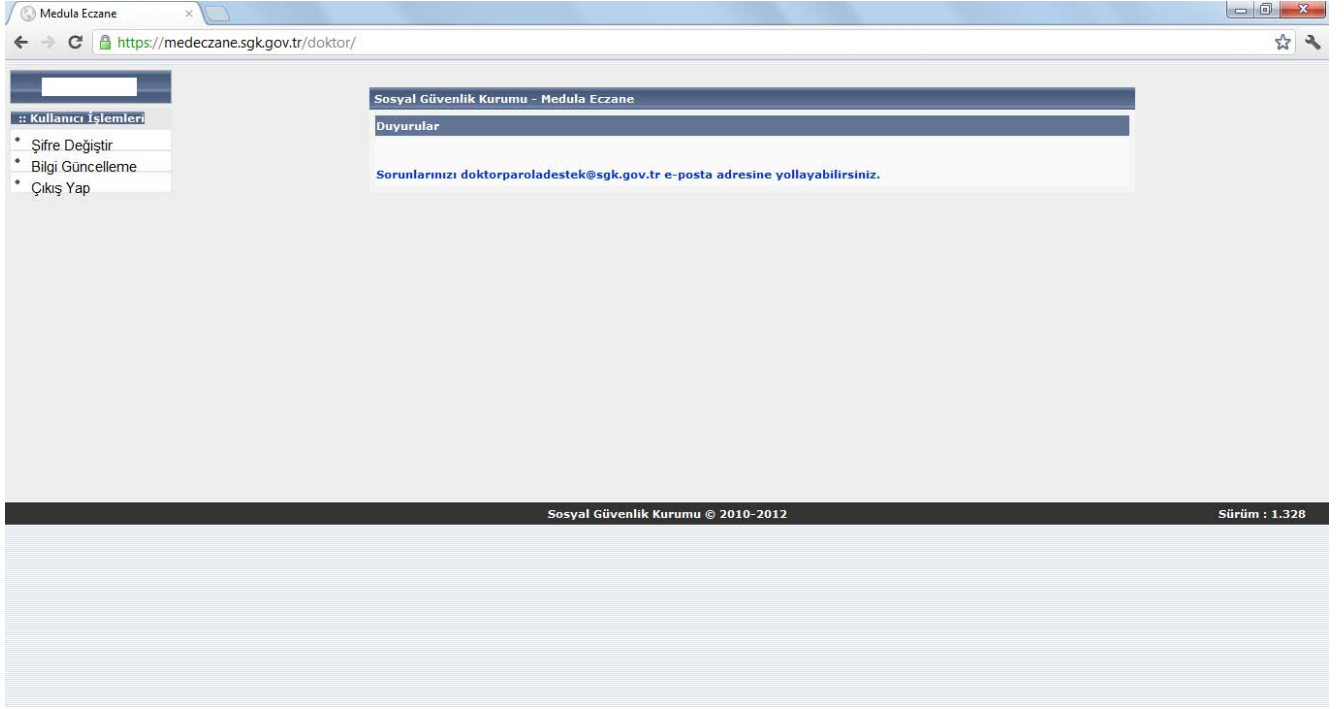 Medula Eczane
https://medeczane.sgk.gov.tr/doktor/
Sosyal Güvenlik Kurumu - Medula Eczane
:: Kullanıcı İşlemleri
Duyurular
Şifre Değiştir
Bilgi Güncelleme
Çıkış Yap
Sorunlarınızı doktorparoladestek@sgk.gov.tr e-posta adresine yollayabilirsiniz.
Sosyal Güvenlik Kurumu © 2010-2012
Sürüm : 1.328